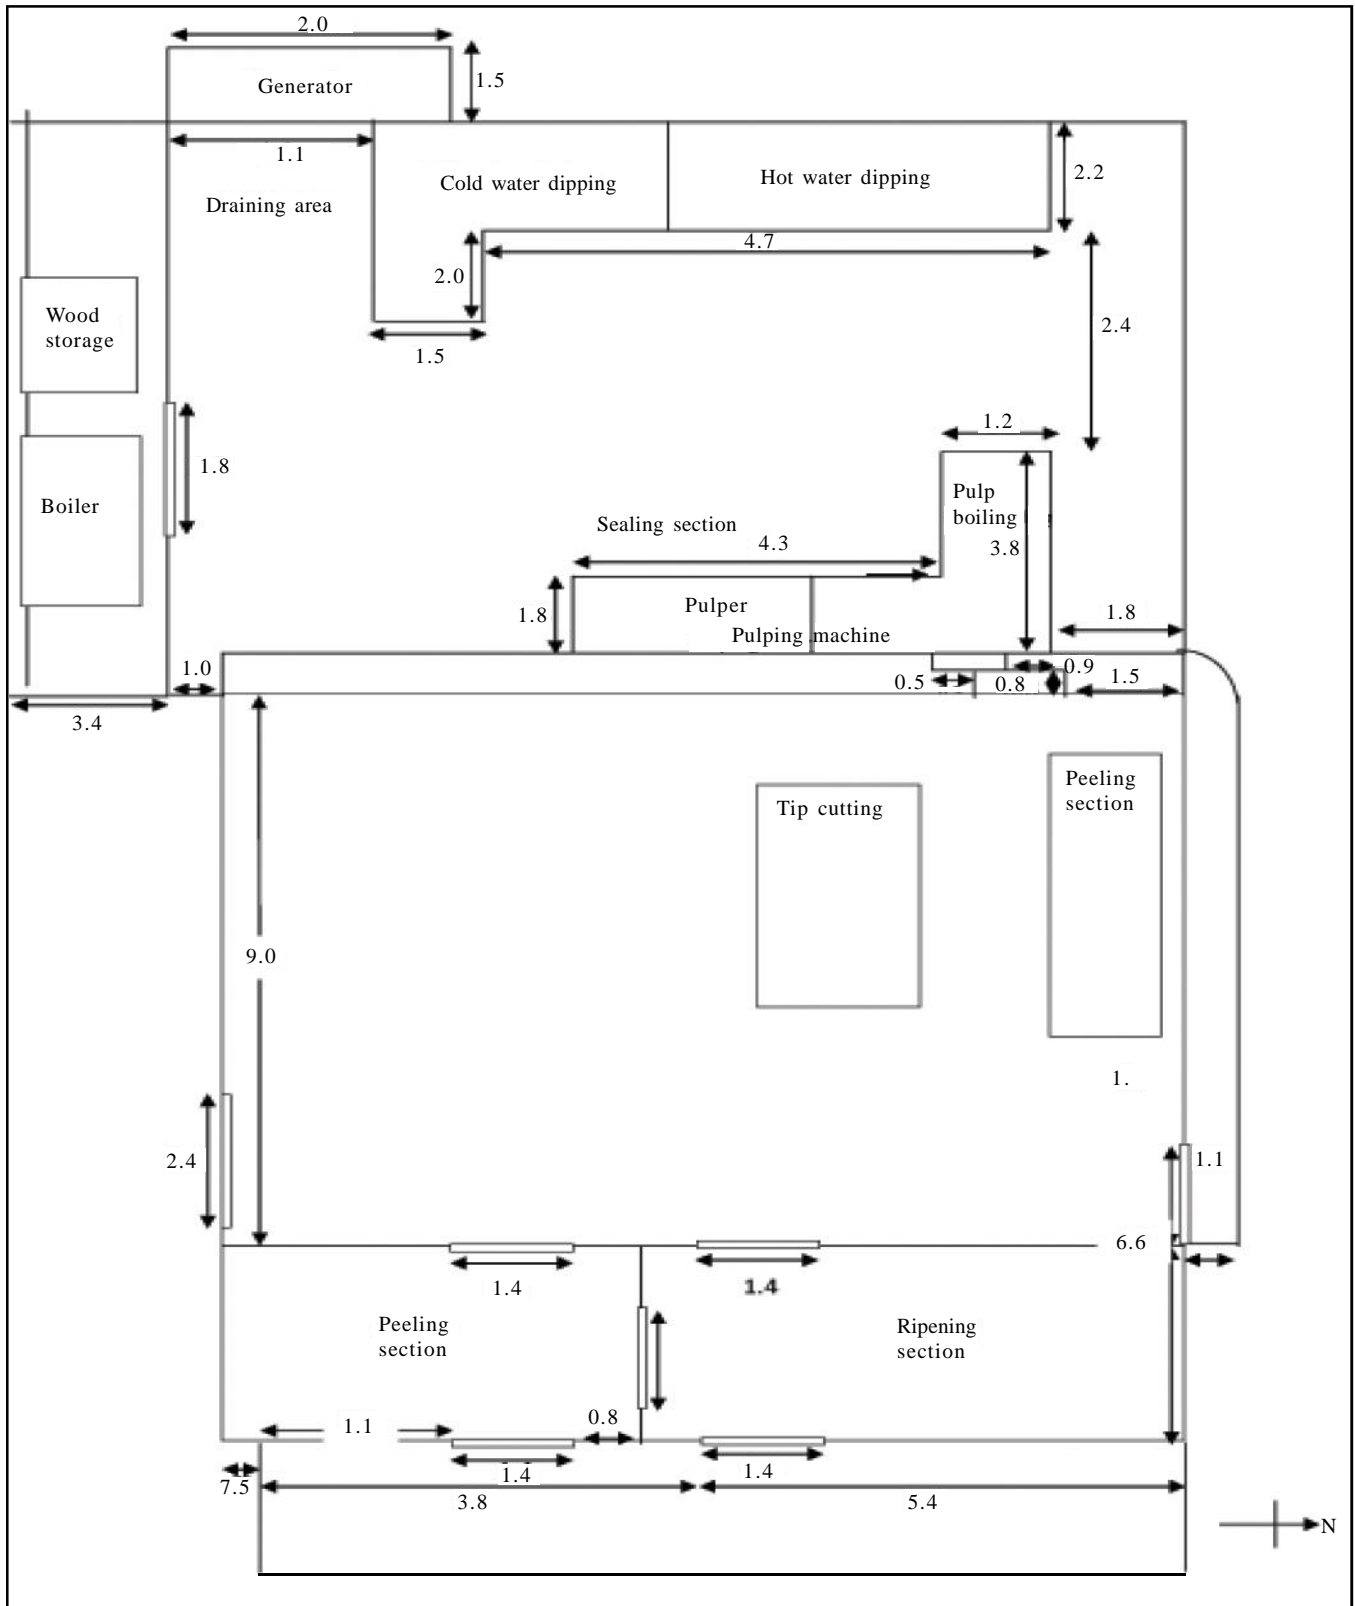 2.0
Generator
1.5
1.1
Cold water dipping
Hot water dipping
2.2
Draining area
4.7
2.0
Wood
storage
2.4
1.5
1.2
1.8
Boiler
Pulp
boiling
Sealing section
4.3
3.8
1.8
Pulper
1.8
Pulping machine
1.0
0.9
0.5
0.8
1.5
3.4
Peeling
section
Tip cutting
9.0
1.
2.4
1.1
6.6
1.4
1.4
Peeling
section
Ripening
section
1.1
0.8
1.4
1.4
7.5
3.8
5.4
N